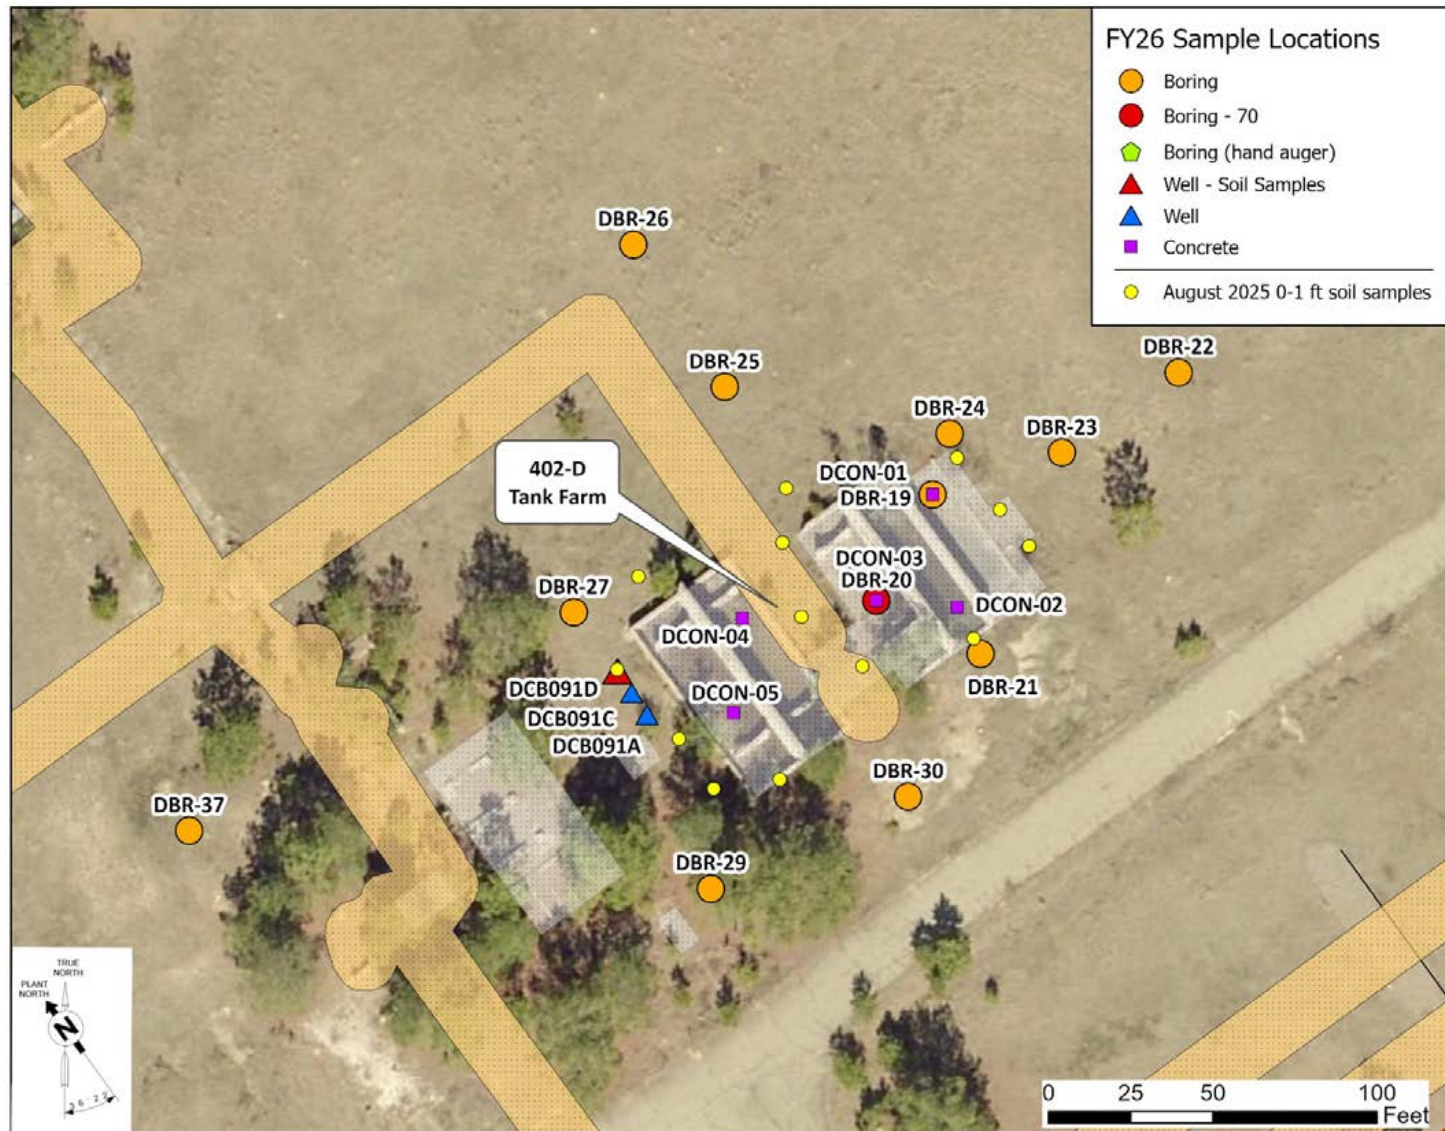 FY26 Sample Locations
Boring
Boring - 70
Boring (hand auger)
Well - Soil Samples
Well
Concrete
August 2025 0-1 ft soil samples
DBR-26
DBR-22
DBR-25
DBR-24
DBR-23
402-D
Tank Farm
DCON-01
DBR-19
DCON-03
DBR-20
DBR-27
DCON-02
DCON-04
DBR-21
DCB091D
DCON-05
DCB091C
DCB091A
DBR-30
DBR-37
DBR-29
TRUE
NORTH
PLANT
NORTH
N
0 25 50 100
Feet